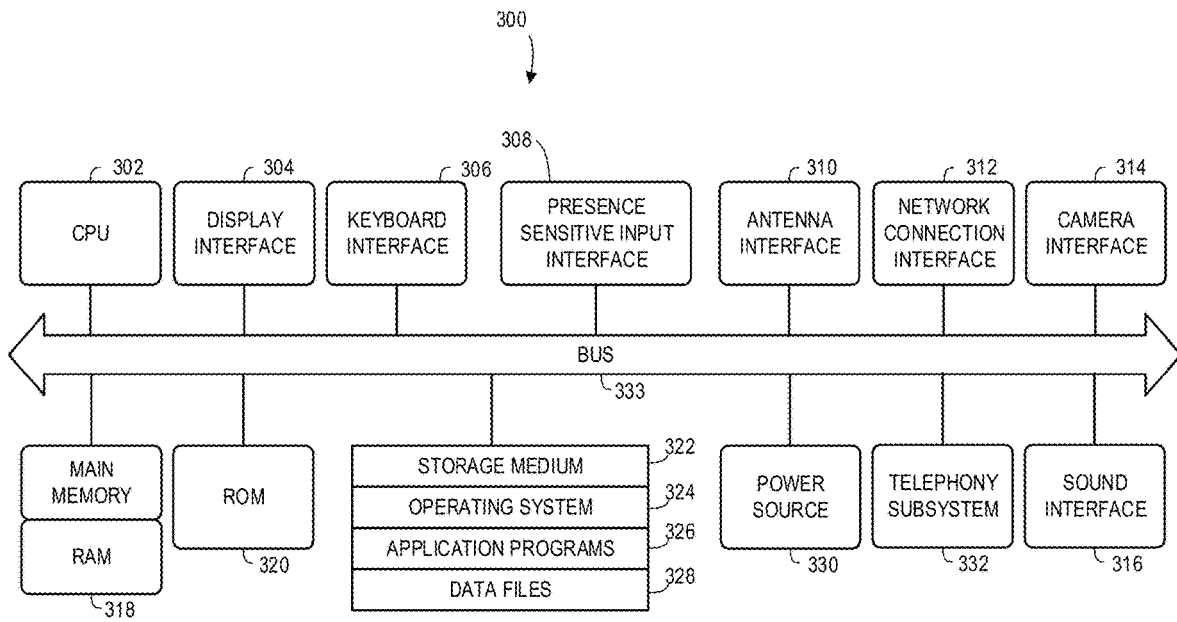 300
302
304
306
308
310
312
314
CPU
DISPLAY
INTERFACE
KEYBOARD
INTERFACE
PRESENCE
SENSITIVE INPUT
INTERFACE
ANTENNA
INTERFACE
NETWORK
CONNECTION
INTERFACE
CAMERA
INTERFACE
BUS
333
MAIN
MEMORY
RAM
318
ROM
320
STORAGE MEDIUM
322
OPERATING SYSTEM
324
APPLICATION PROGRAMS
326
DATA FILES
328
POWER
SOURCE
330
TELEPHONY
SUBSYSTEM
332
SOUND
INTERFACE
316